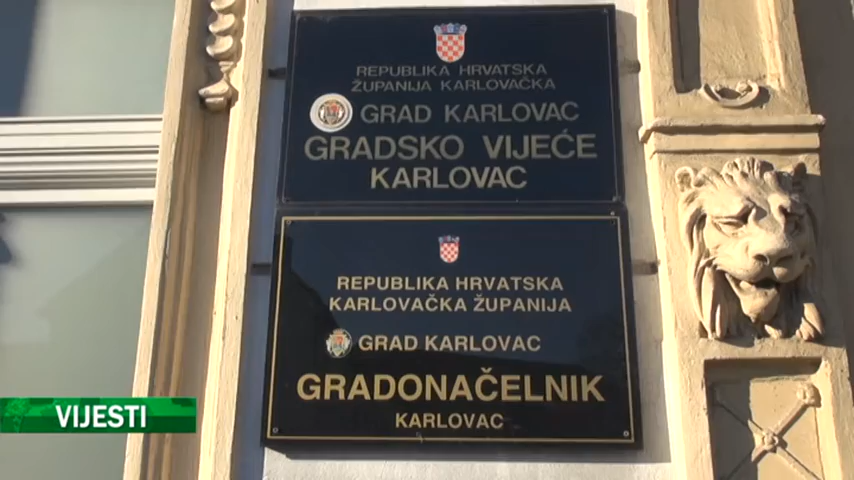 REPUBLIKA HRVATSKA
ŽUPANIJA KARLOVAČKA
GRAD KARLOVAC
GRADSKO VIJEĆE
KARLOVAC
REPUBLIKA HRVATSKA
KARLOVAČKA ŽUPANIJA
GRAD KARLOVAC
GRADONAČELNIK
KARLOVAC
VIJESTI